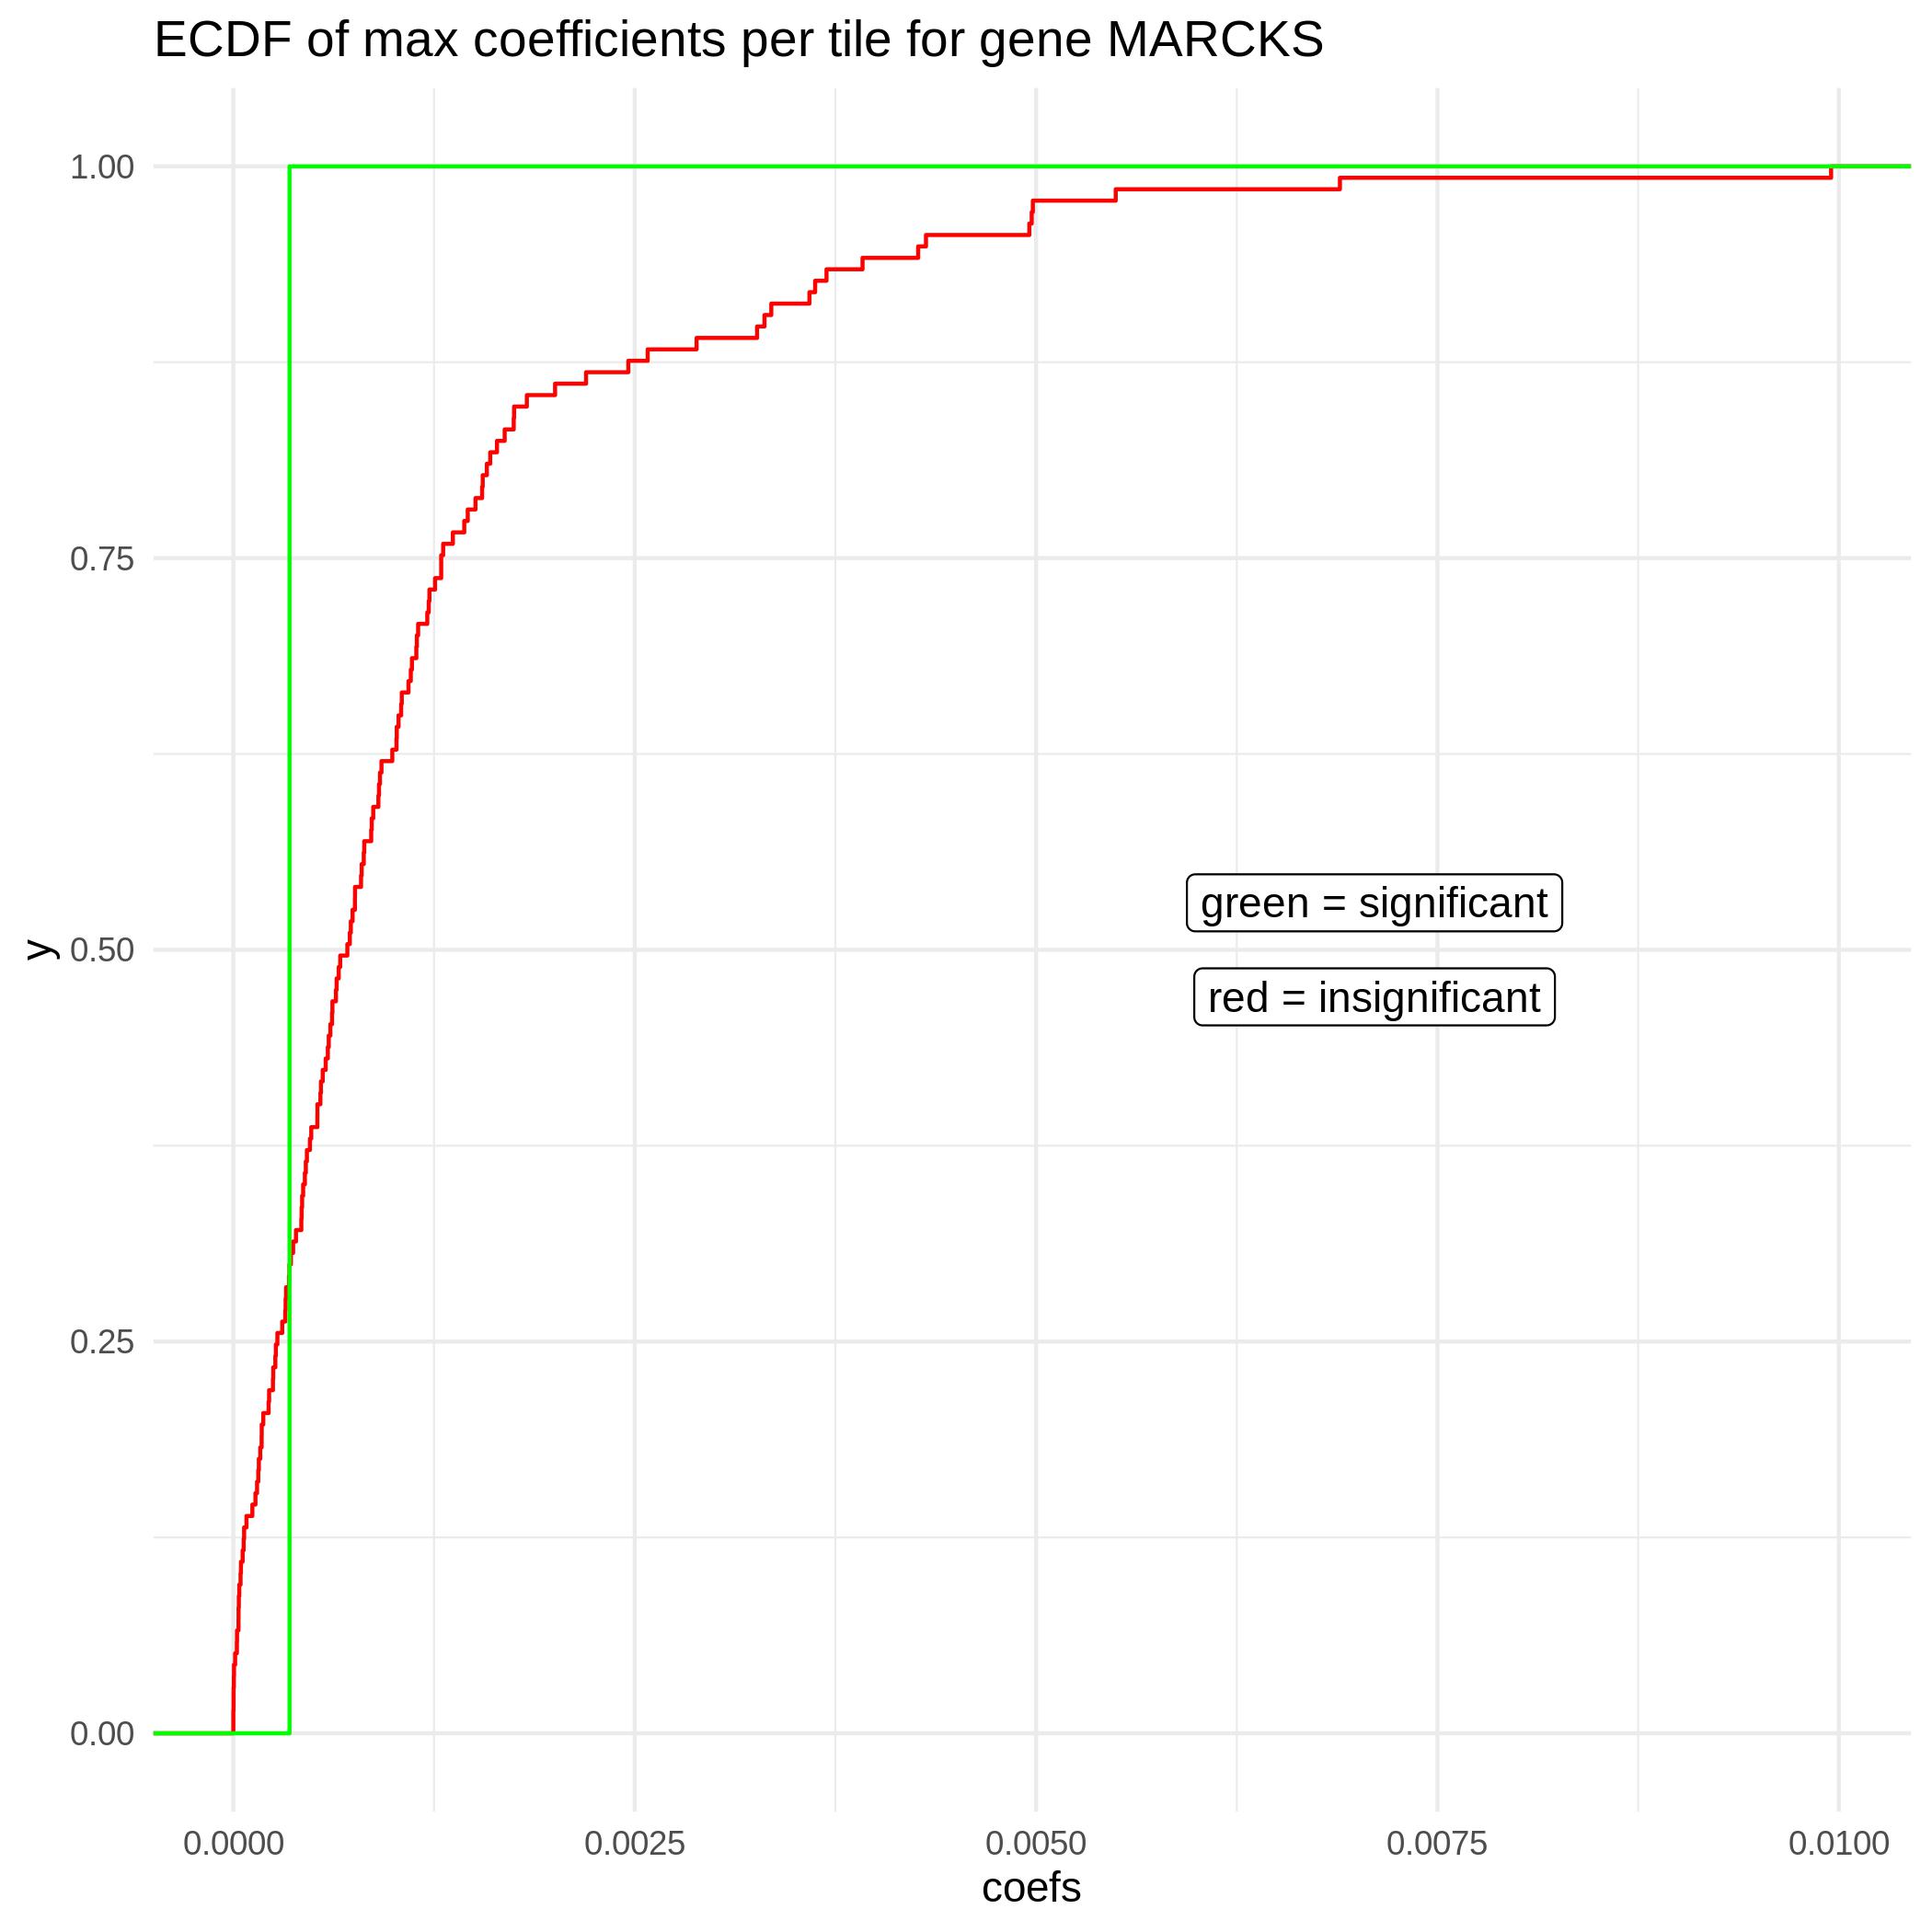 ECDF of max coefficients per tile for gene MARCKS
1.00
0.75
0.50
0.25
0.00
y
green = significant
red = insignificant
0.0000 0.0025 0.0050 0.0075 0.0100
coefs